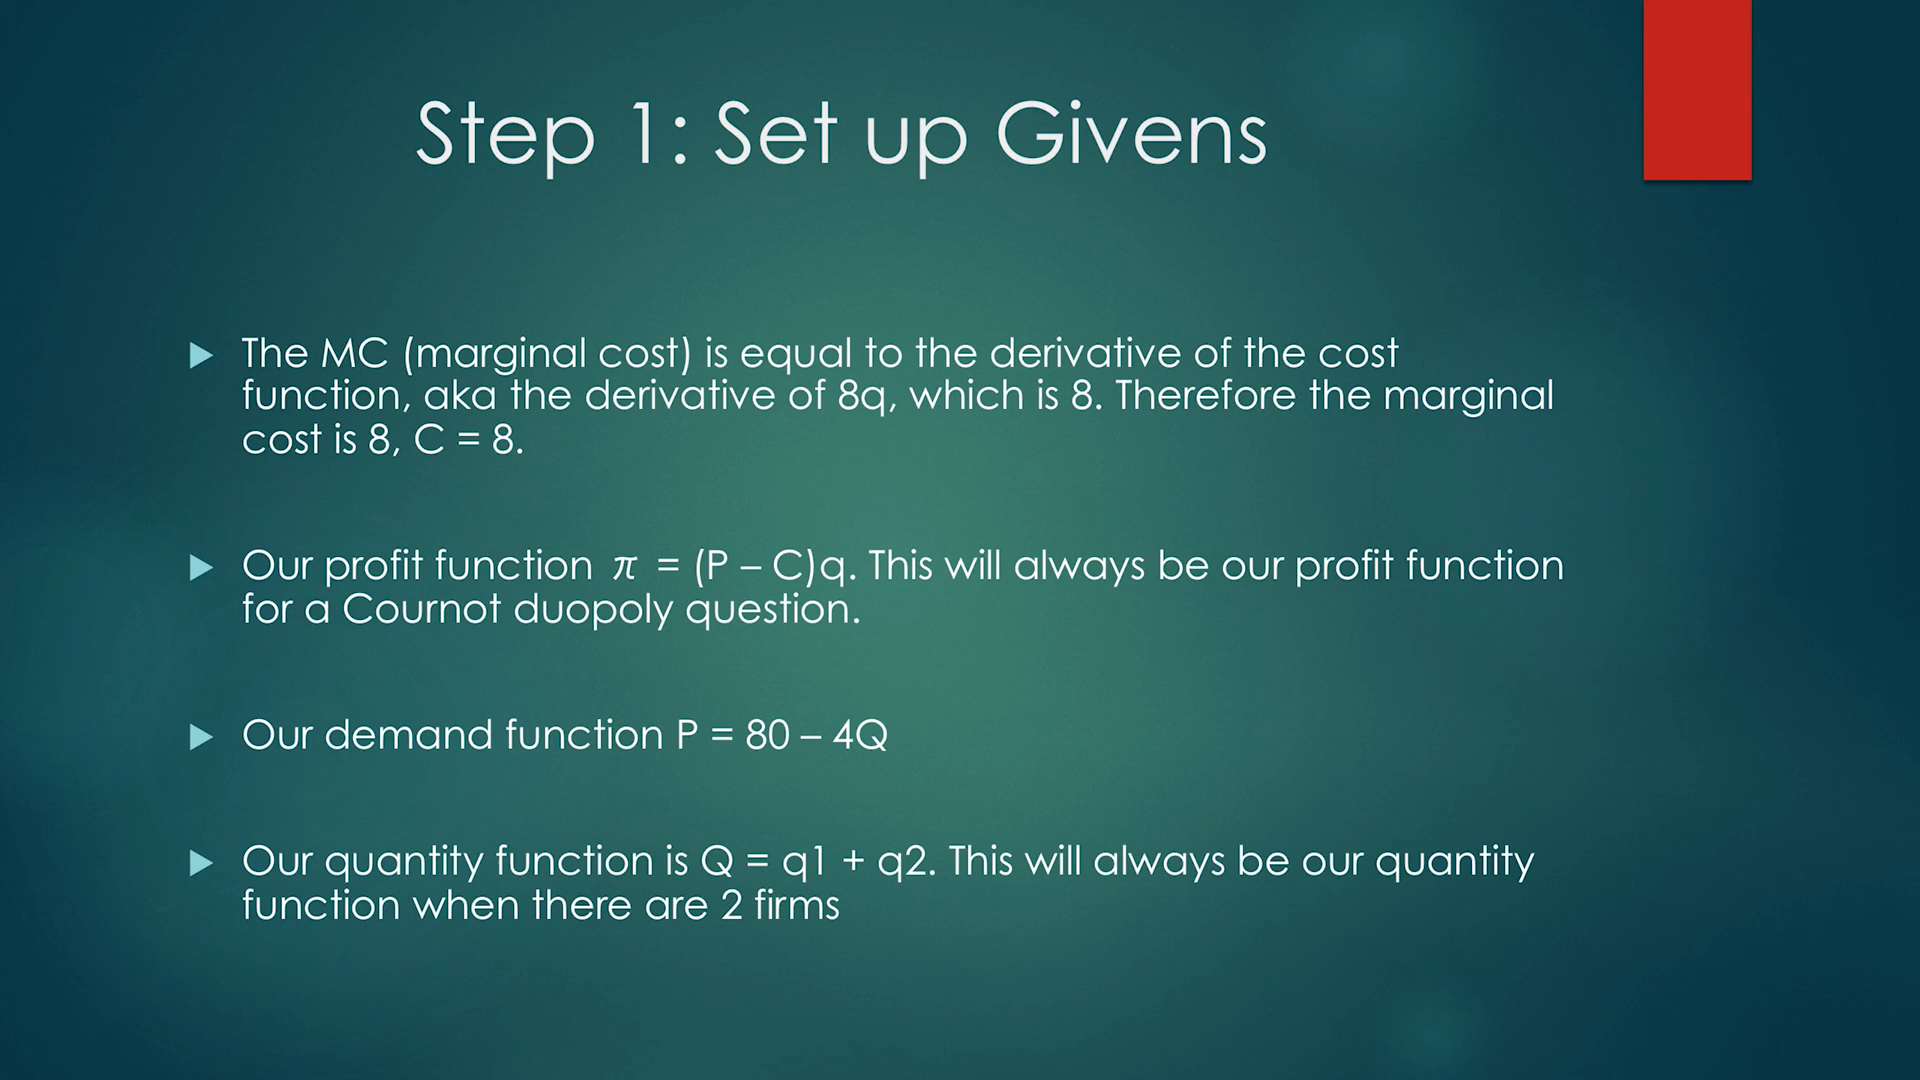 Step 1: Set up Givens
The MC (marginal cost) is equal to the derivative of the cost
function, aka the derivative of 8q, which is 8. Therefore the marginal
cost is 8, C = 8.
Our profit function π = (P – C)q. This will always be our profit function
for a Cournot duopoly question.
Our demand function P = 80 – 4Q
Our quantity function is Q = q1 + q2. This will always be our quantity
function when there are 2 firms